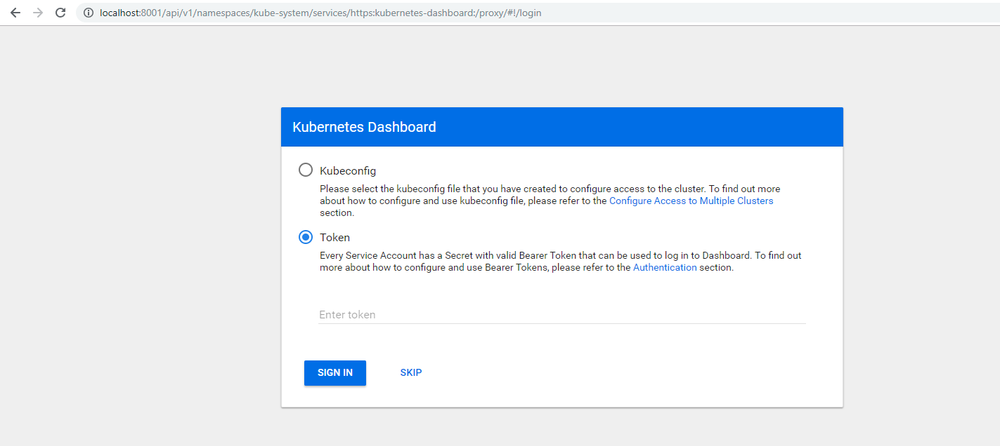 localhost:8001/api/v1/namespaces/kube-system/services/https:kubernetes-dashboard:/proxy/#!/login
Kubernetes Dashboard
Kubeconfig
Please select the kubeconfig file that you have created to configure access to the cluster. To find out more
about how to configure and use kubeconfig file, please refer to the Configure Access to Multiple Clusters
section.
Token
Every Service Account has a Secret with valid Bearer Token that can be used to log in to Dashboard. To find out
more about how to configure and use Bearer Tokens, please refer to the Authentication section.
Enter token
SIGN IN
SKIP